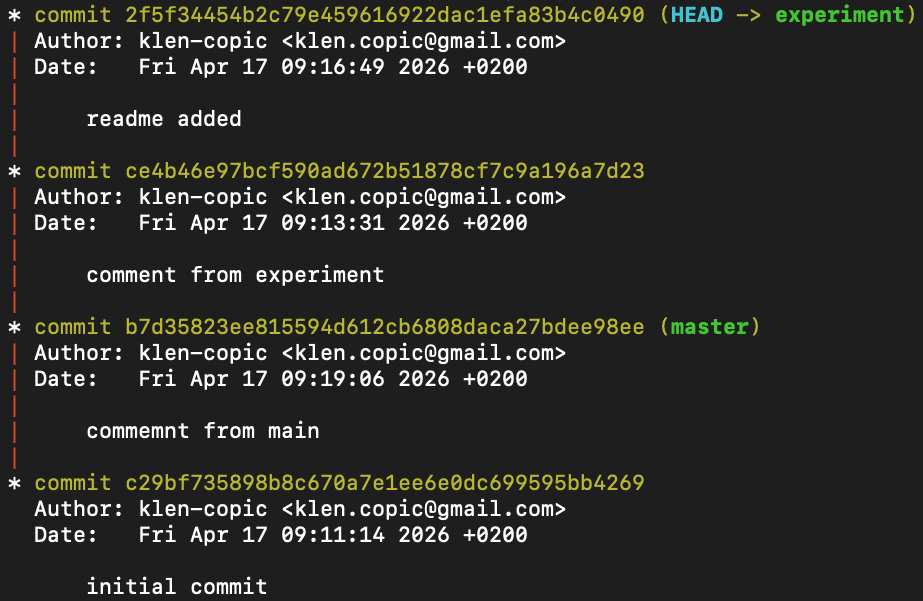 * commit 2f5f34454b2c79e459616922dac1efa83b4c0490 (HEAD -> experiment)
| Author: klen-copic <klen.copic@gmail.com>
| Date:   Fri Apr 17 09:16:49 2026 +0200
|
|     readme added
|
* commit ce4b46e97bcf590ad672b51878cf7c9a196a7d23
| Author: klen-copic <klen.copic@gmail.com>
| Date:   Fri Apr 17 09:13:31 2026 +0200
|
|     comment from experiment
|
* commit b7d35823ee815594d612cb6808daca27bdee98ee (master)
| Author: klen-copic <klen.copic@gmail.com>
| Date:   Fri Apr 17 09:19:06 2026 +0200
|
|     commemnt from main
|
* commit c29bf735898b8c670a7e1ee6e0dc699595bb4269
  Author: klen-copic <klen.copic@gmail.com>
  Date:   Fri Apr 17 09:11:14 2026 +0200

      initial commit